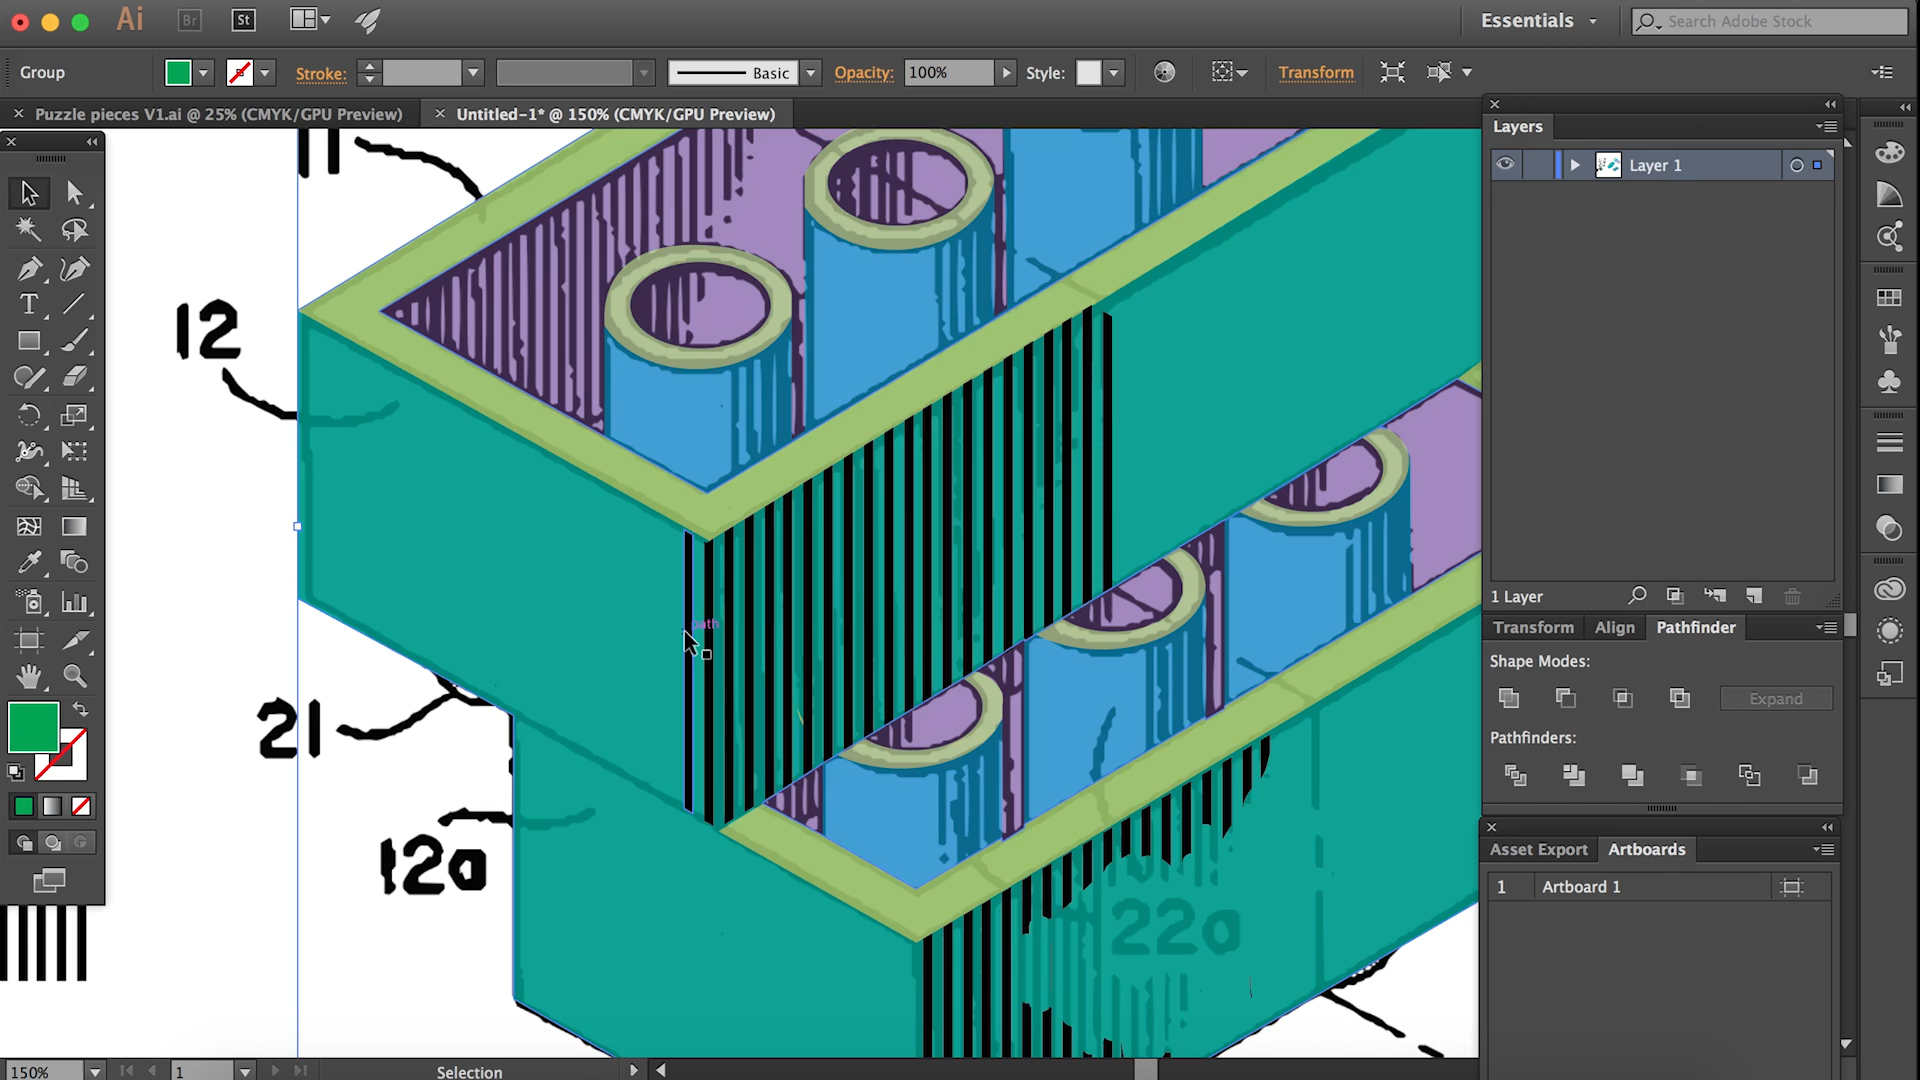 Ai
Br
St
Essentials
Search Adobe Stock
Group
Stroke:
Basic
Opacity:
100%
Style:
Transform
Puzzle pieces V1.ai @ 25% (CMYK/GPU Preview)
Untitled-1* @ 150% (CMYK/GPU Preview)
Layers
Layer 1
11
12
path
21
12a
22a
1 Layer
Transform
Align
Pathfinder
Shape Modes:
Expand
Pathfinders:
Asset Export
Artboards
1
Artboard 1
150%
1
Selection